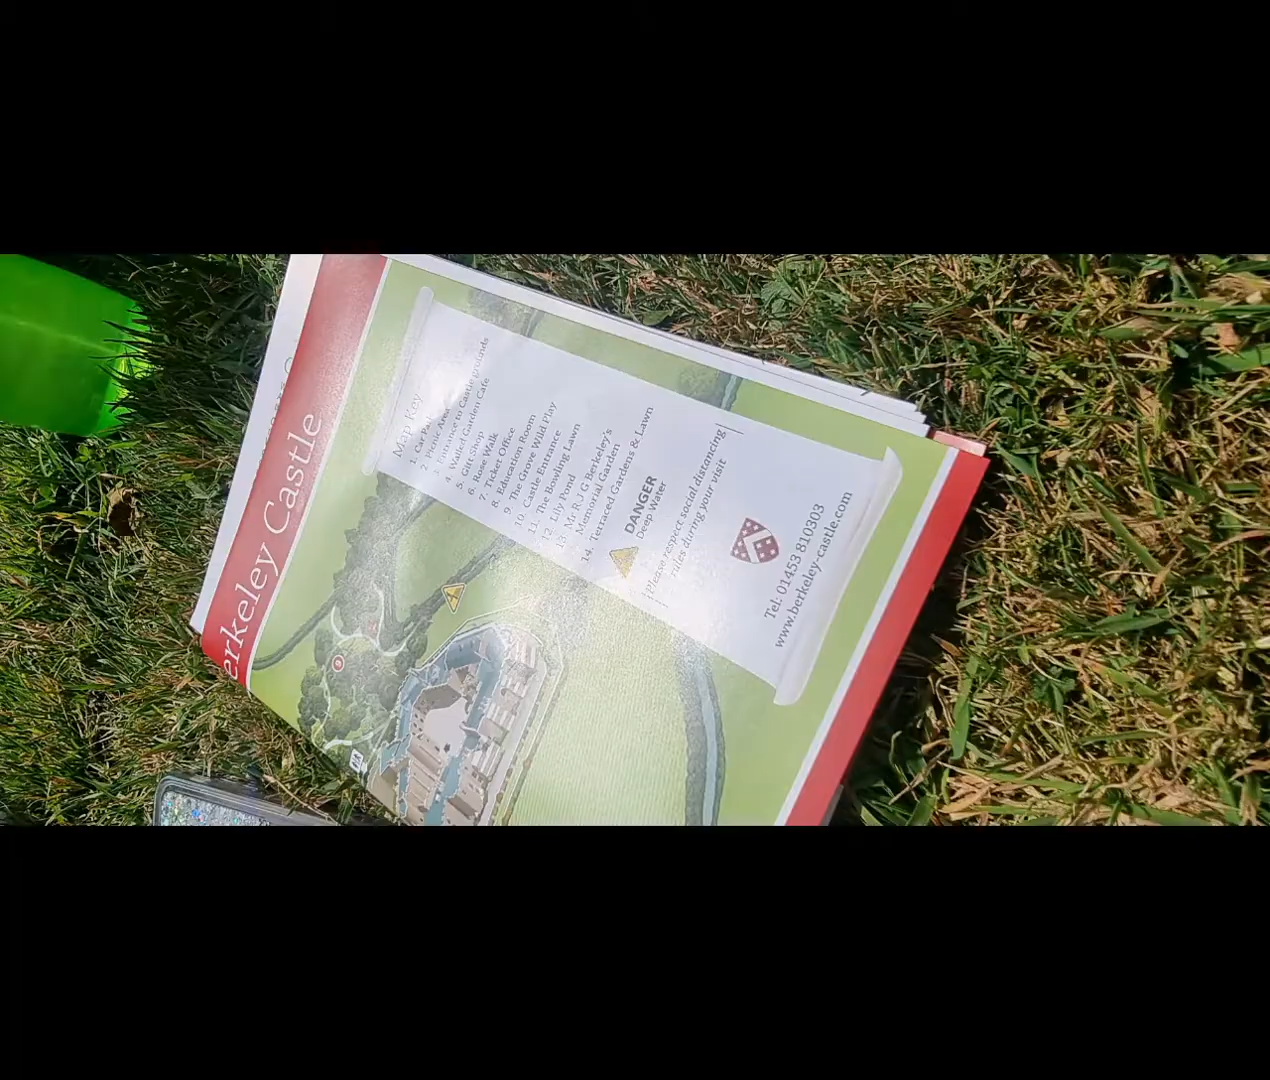 erkeley Castle
Map Key
1. Car Park
2. Picnic Area
3. Entrance to Castle grounds
4. Walled Garden Cafe
5. Gift Shop
6. Rose Walk
7. Ticket Office
8. Education Room
9. The Grove Wild Play
10. Castle Entrance
11. The Bowling Lawn
12. Lily Pond
13. Mr R J G Berkeley's
Memorial Garden
14. Terraced Gardens & Lawn
DANGER
Deep Water
Please respect social distancing
rules during your visit
Tel: 01453 810303
www.berkeley-castle.com
9